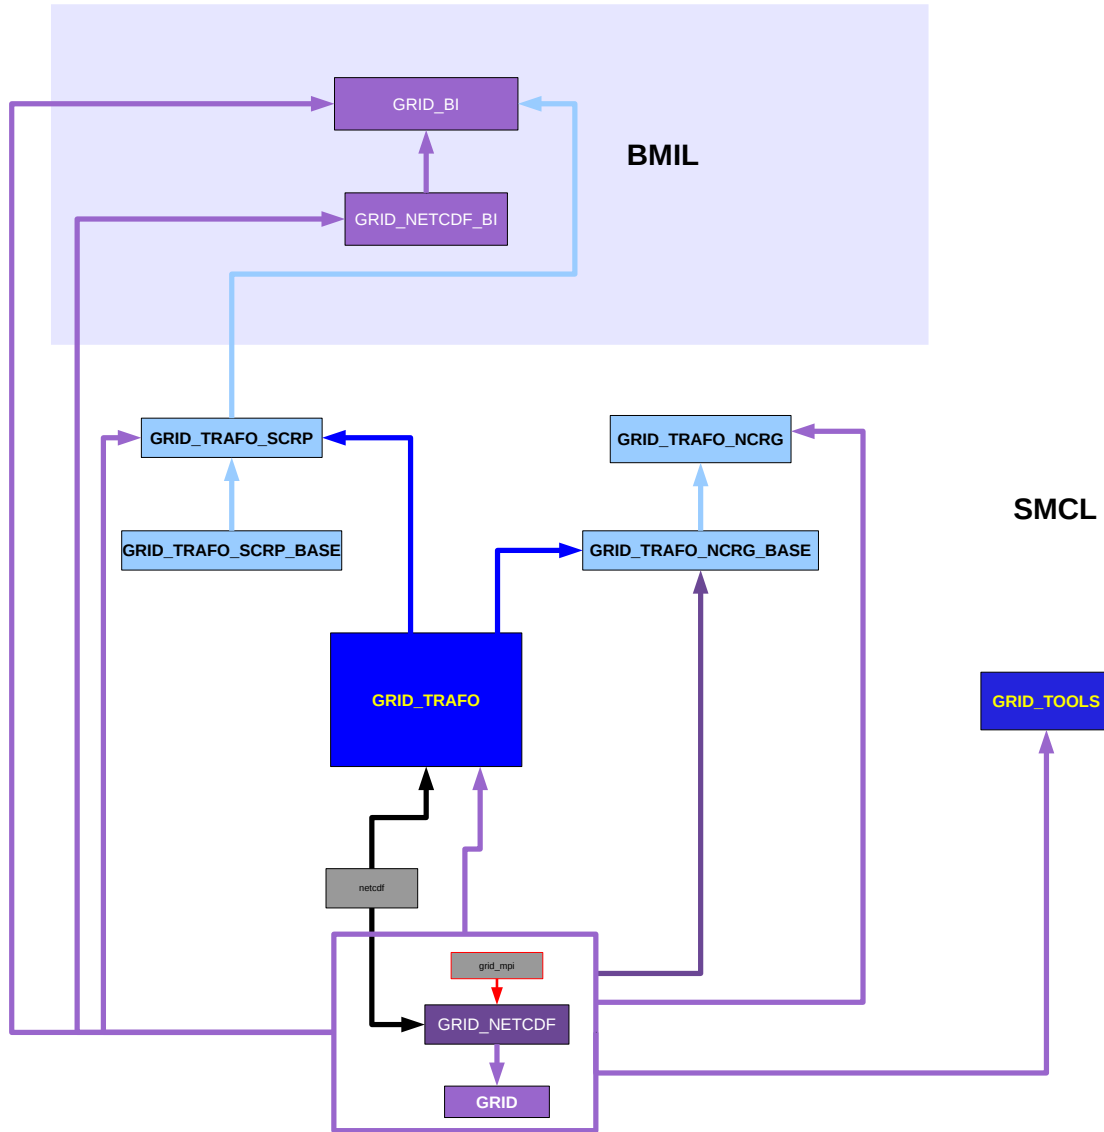 GRID_BI
BMIL
GRID_NETCDF_BI
GRID_TRAFO_SCRP
GRID_TRAFO_NCRG
SMCL
GRID_TRAFO_SCRP_BASE
GRID_TRAFO_NCRG_BASE
GRID_TRAFO
GRID_TOOLS
netcdf
grid_mpi
GRID_NETCDF
GRID